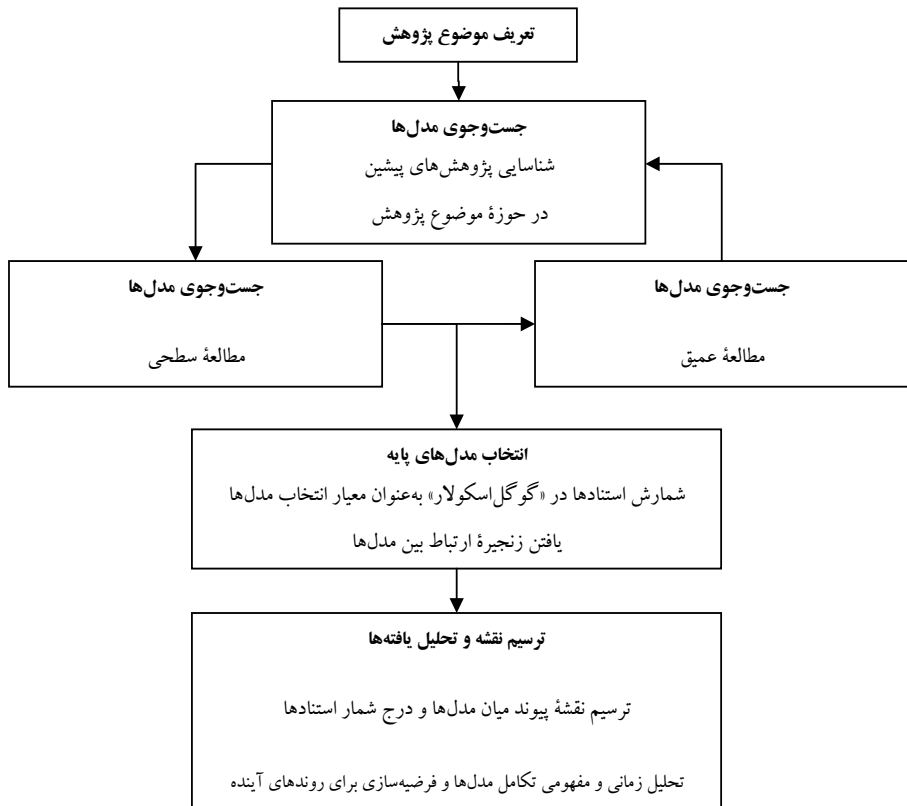 تعریف موضوع پژوهش
جست‌وجوی مدل‌ها
شناسایی پژوهش‌های پیشین
در حوزهٔ موضوع پژوهش
جست‌وجوی مدل‌ها
مطالعهٔ عمیق
جست‌وجوی مدل‌ها
مطالعهٔ سطحی
انتخاب مدل‌های پایه
شمارش استنادها در «گوگل‌اسکولار» به‌عنوان معیار انتخاب مدل‌ها
یافتن زنجیرهٔ ارتباط بین مدل‌ها
ترسیم نقشه و تحلیل یافته‌ها
ترسیم نقشهٔ پیوند میان مدل‌ها و درج شمار استنادها
تحلیل زمانی و مفهومی تکامل مدل‌ها و فرضیه‌سازی برای روندهای آینده